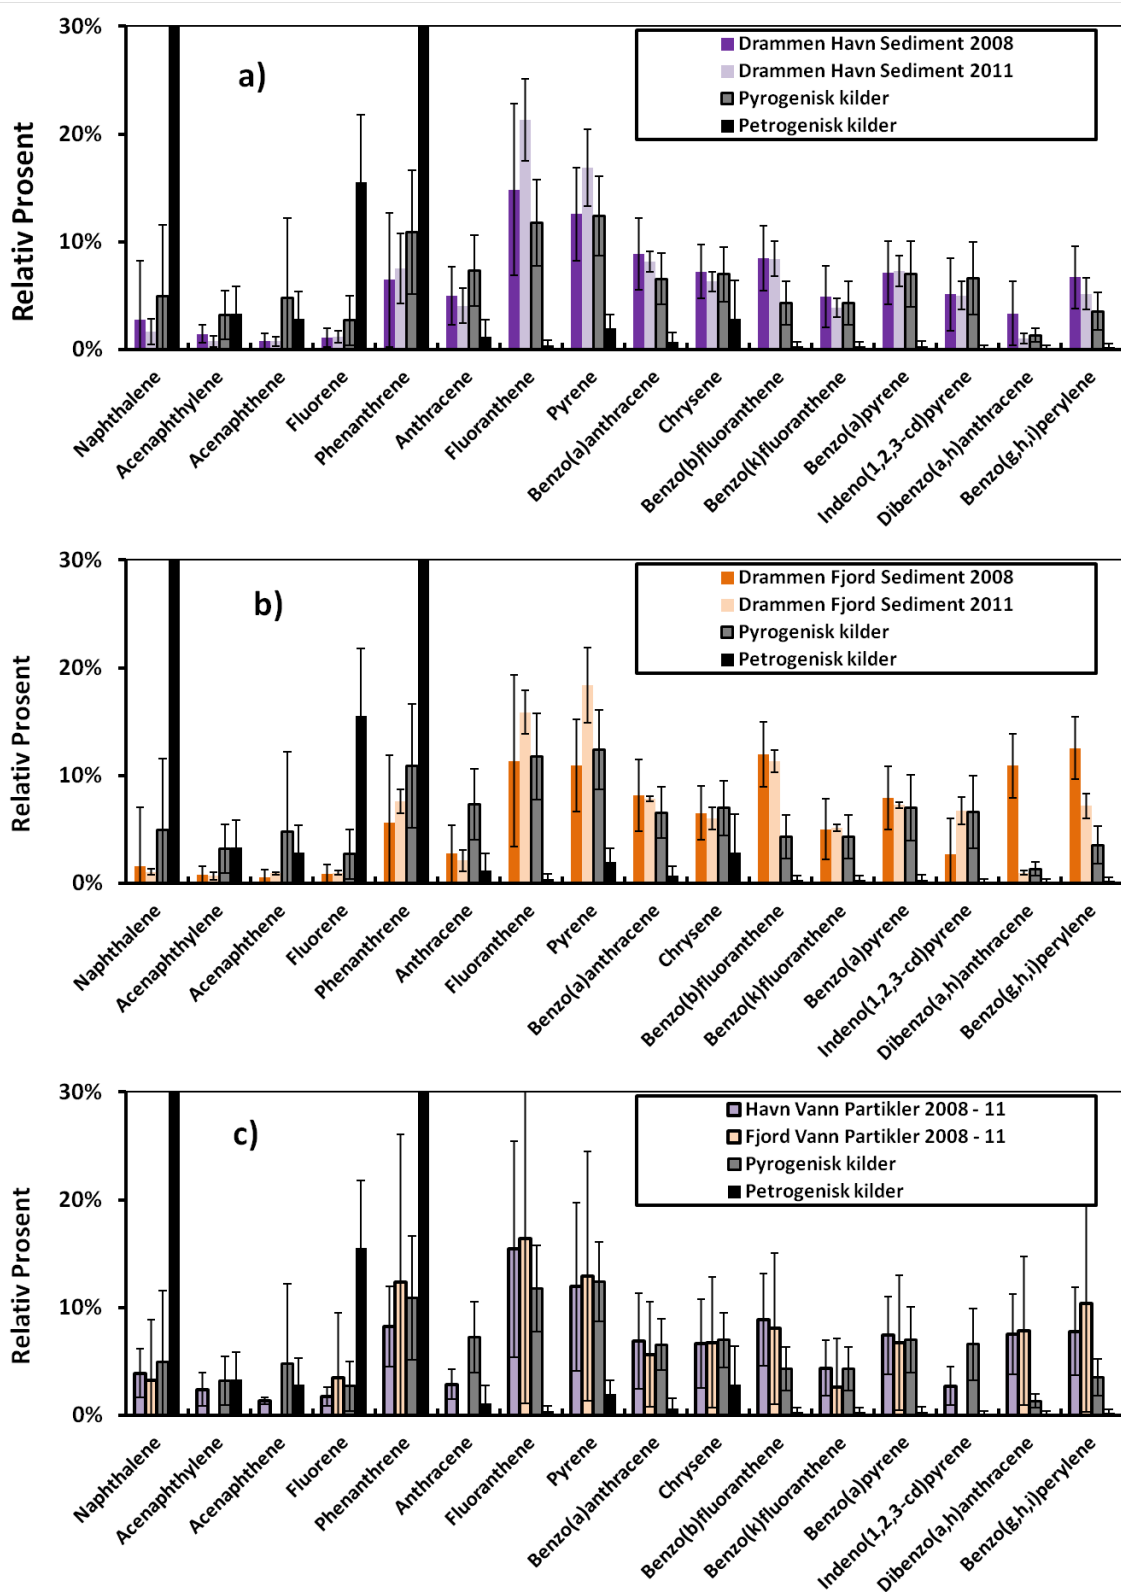 30%
20%
10%
0%
Relativ Prosent
a)
Drammen Havn Sediment 2008
Drammen Havn Sediment 2011
Pyrogenisk kilder
Petrogenisk kilder
Naphthalene
Acenaphthylene
Acenaphthene
Fluorene
Phenanthrene
Anthracene
Fluoranthene
Pyrene
Benzo(a)anthracene
Chrysene
Benzo(b)fluoranthene
Benzo(k)fluoranthene
Benzo(a)pyrene
Indeno(1,2,3-cd)pyrene
Dibenzo(a,h)anthracene
Benzo(g,h,i)perylene
30%
20%
10%
0%
Relativ Prosent
b)
Drammen Fjord Sediment 2008
Drammen Fjord Sediment 2011
Pyrogenisk kilder
Petrogenisk kilder
Naphthalene
Acenaphthylene
Acenaphthene
Fluorene
Phenanthrene
Anthracene
Fluoranthene
Pyrene
Benzo(a)anthracene
Chrysene
Benzo(b)fluoranthene
Benzo(k)fluoranthene
Benzo(a)pyrene
Indeno(1,2,3-cd)pyrene
Dibenzo(a,h)anthracene
Benzo(g,h,i)perylene
30%
20%
10%
0%
Relativ Prosent
c)
Havn Vann Partikler 2008 - 11
Fjord Vann Partikler 2008 - 11
Pyrogenisk kilder
Petrogenisk kilder
Naphthalene
Acenaphthylene
Acenaphthene
Fluorene
Phenanthrene
Anthracene
Fluoranthene
Pyrene
Benzo(a)anthracene
Chrysene
Benzo(b)fluoranthene
Benzo(k)fluoranthene
Benzo(a)pyrene
Indeno(1,2,3-cd)pyrene
Dibenzo(a,h)anthracene
Benzo(g,h,i)perylene